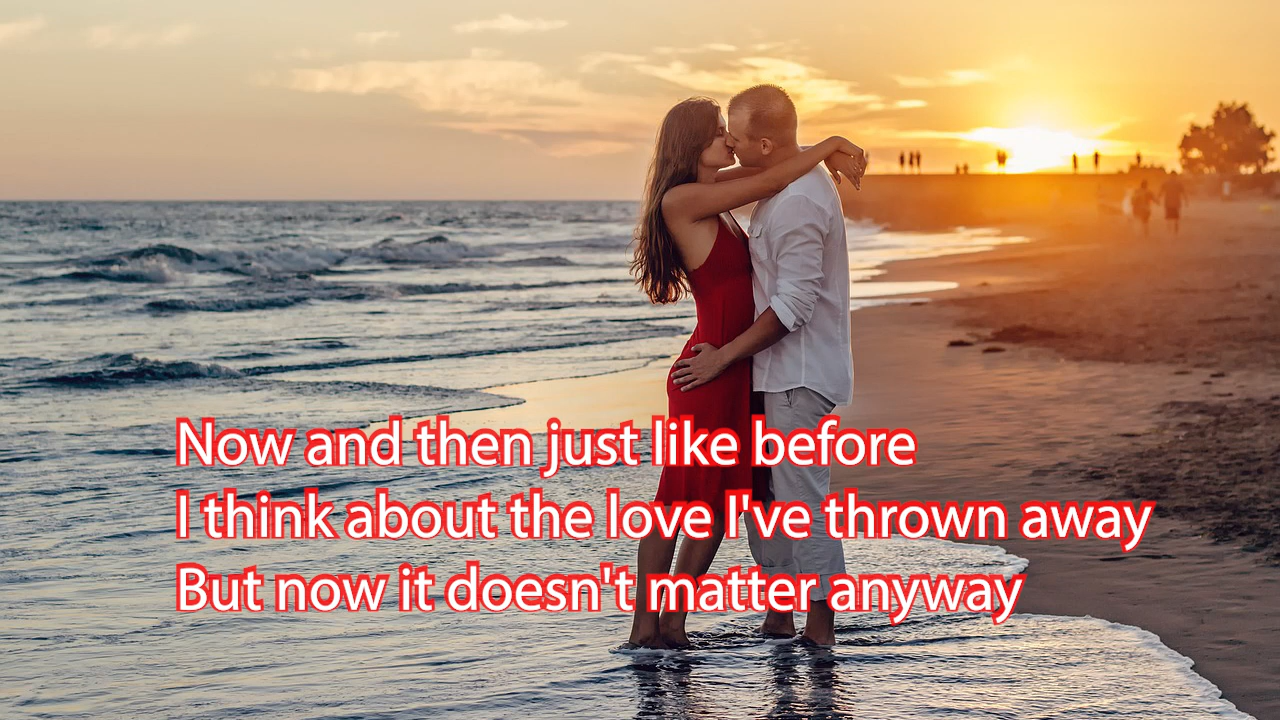 Now and then just like before
I think about the love I've thrown away
But now it doesn't matter anyway